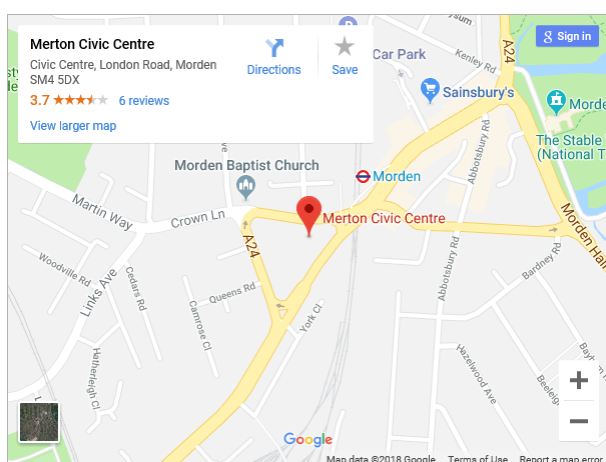 Merton Civic Centre
Civic Centre, London Road, Morden
SM4 5DX
3.7
6 reviews
View larger map
Directions
Save
Sign in
Car Park
Kenley Rd
A24
Sainsbury's
Morde
The Stable
(National T
Abbotsbury Rd
Morden Baptist Church
Morden
Martin Way
Crown Ln
Merton Civic Centre
A24
Morden Hal
Woodville Rd
Links Ave
Cedars Rd
Queens Rd
Camrose Cl
York Cl
Abbotsbury Rd
Bardney Rd
Hatherleigh Cl
Hazelwood Ave
Beeleig
Google
Map data ©2018 Google
Terms of Use
Report a map error